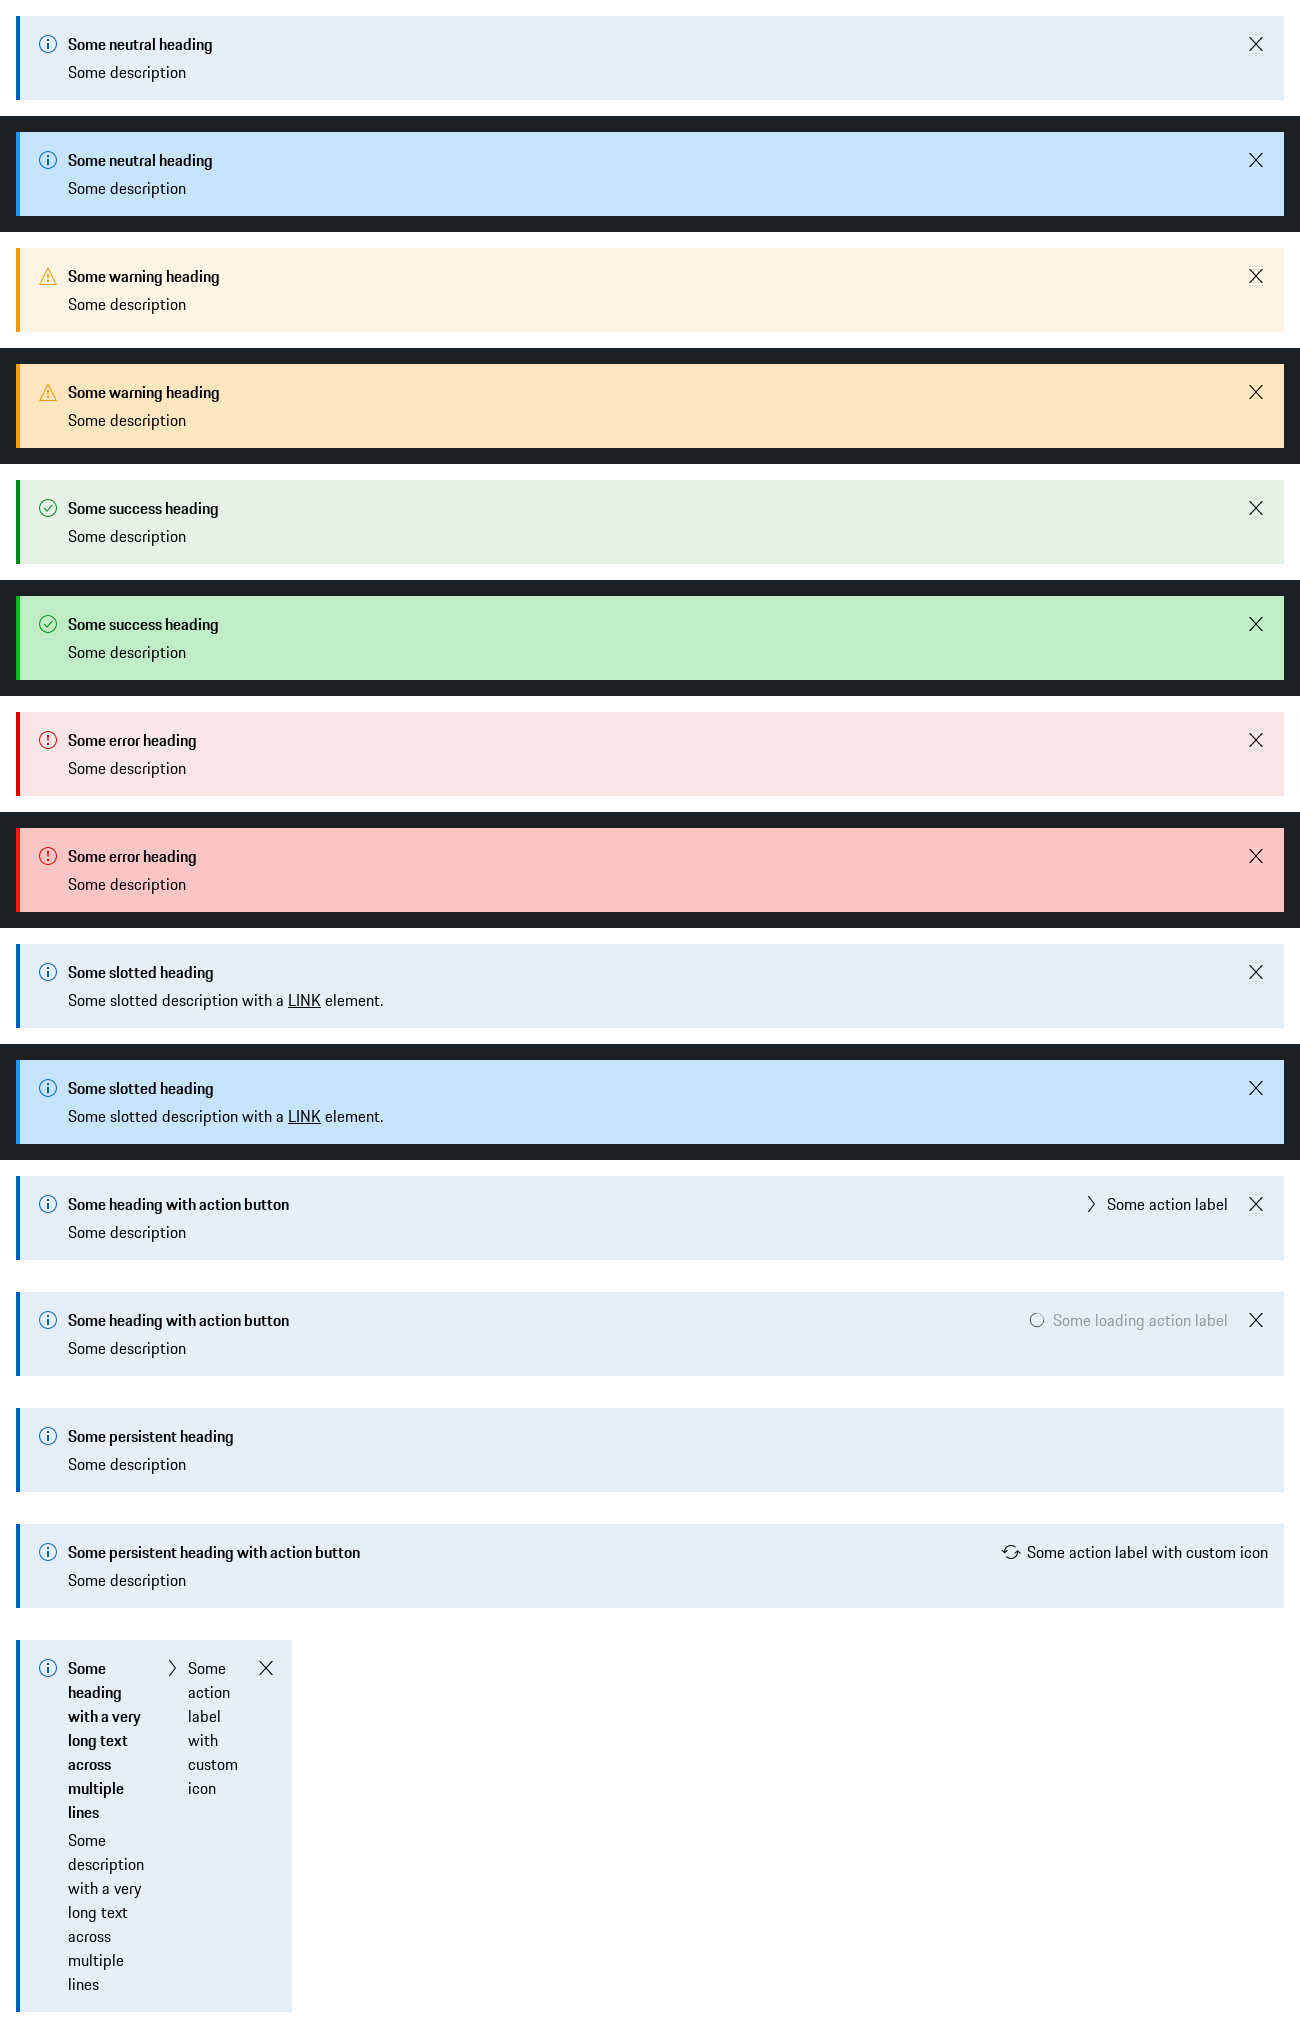 Some neutral heading
Some description
Some neutral heading
Some description
Some warning heading
Some description
Some warning heading
Some description
Some success heading
Some description
Some success heading
Some description
Some error heading
Some description
Some error heading
Some description
Some slotted heading
Some slotted description with a LINK element.
Some slotted heading
Some slotted description with a LINK element.
Some heading with action button
Some action label
Some description
Some heading with action button
Some loading action label
Some description
Some persistent heading
Some description
Some persistent heading with action button
Some action label with custom icon
Some description
Some
heading
with a very
long text
across
multiple
lines
Some
description
with a very
long text
across
multiple
lines
Some
action
label
with
custom
icon